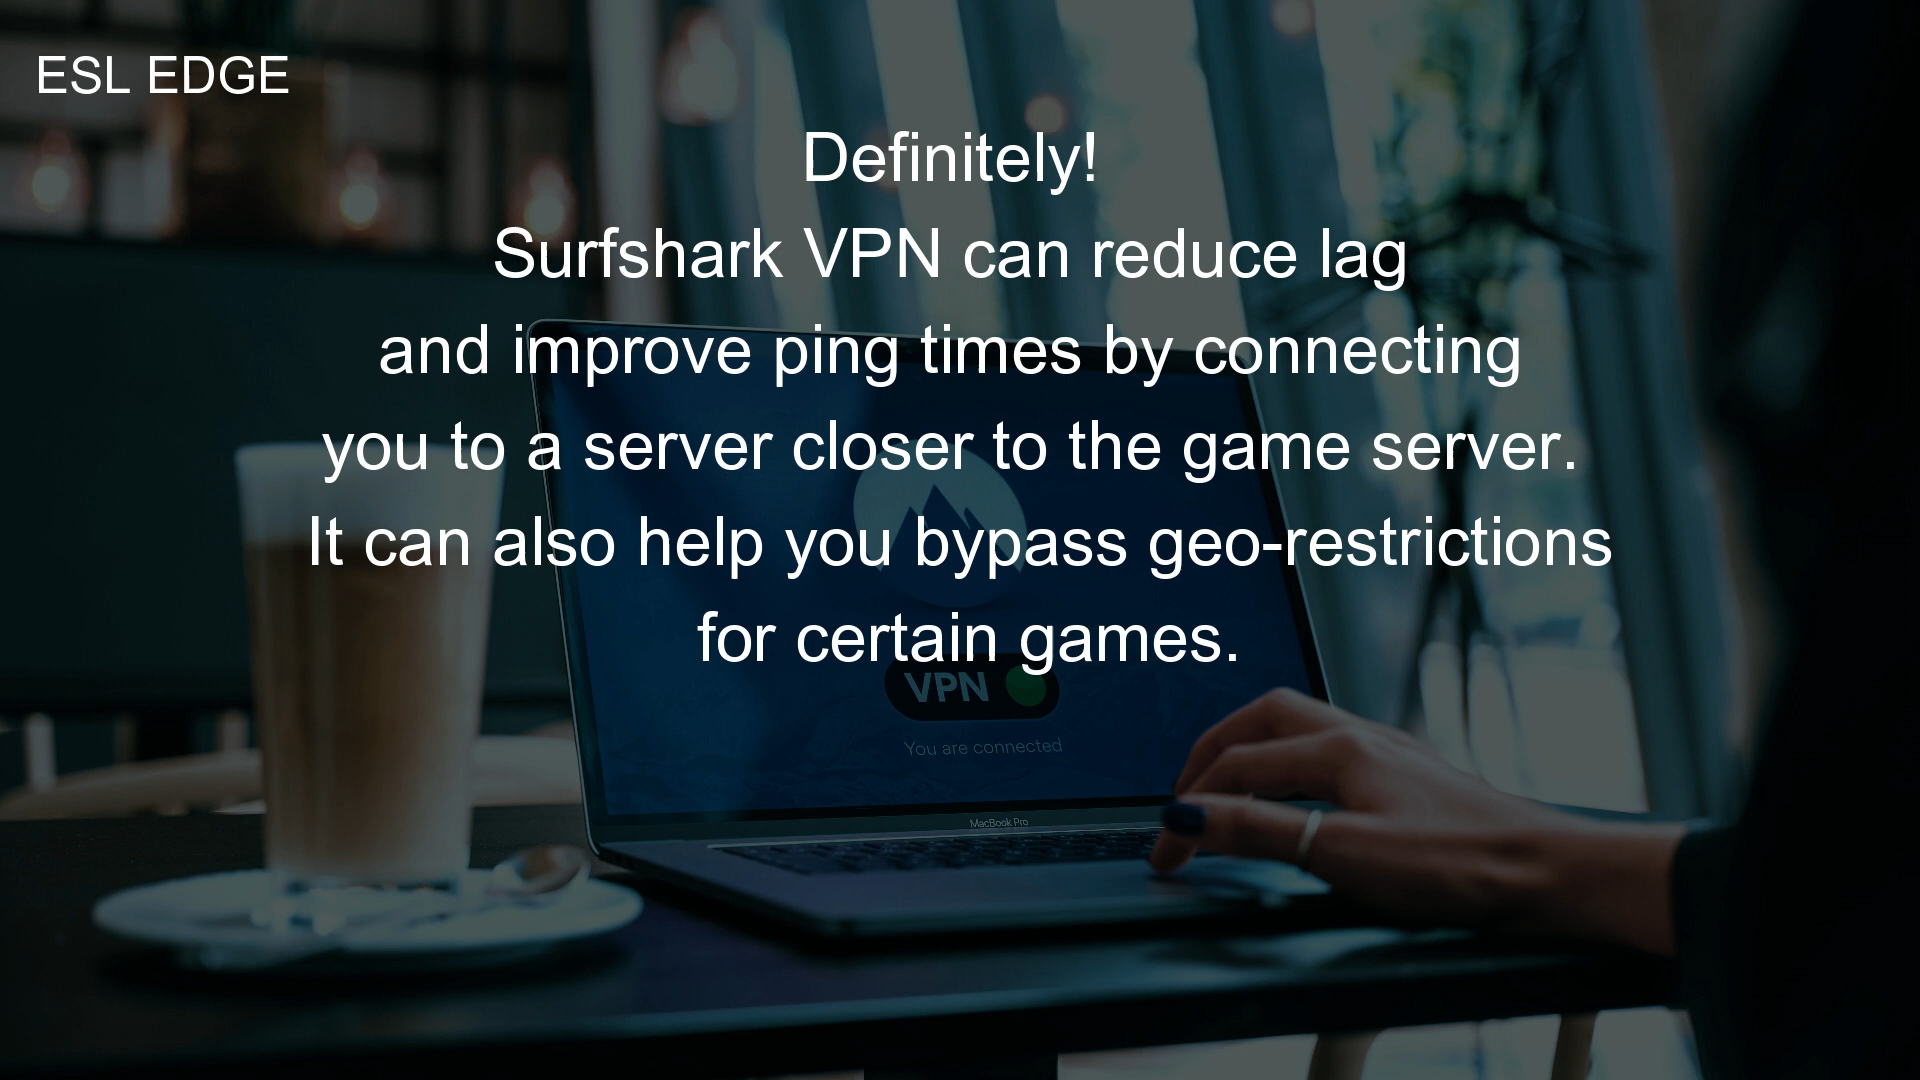 ESL EDGE
Definitely!
Surfshark VPN can reduce lag
and improve ping times by connecting
you to a server closer to the game server.
It can also help you bypass geo-restrictions
for certain games.
VPN
You are connected
MacBook Pro